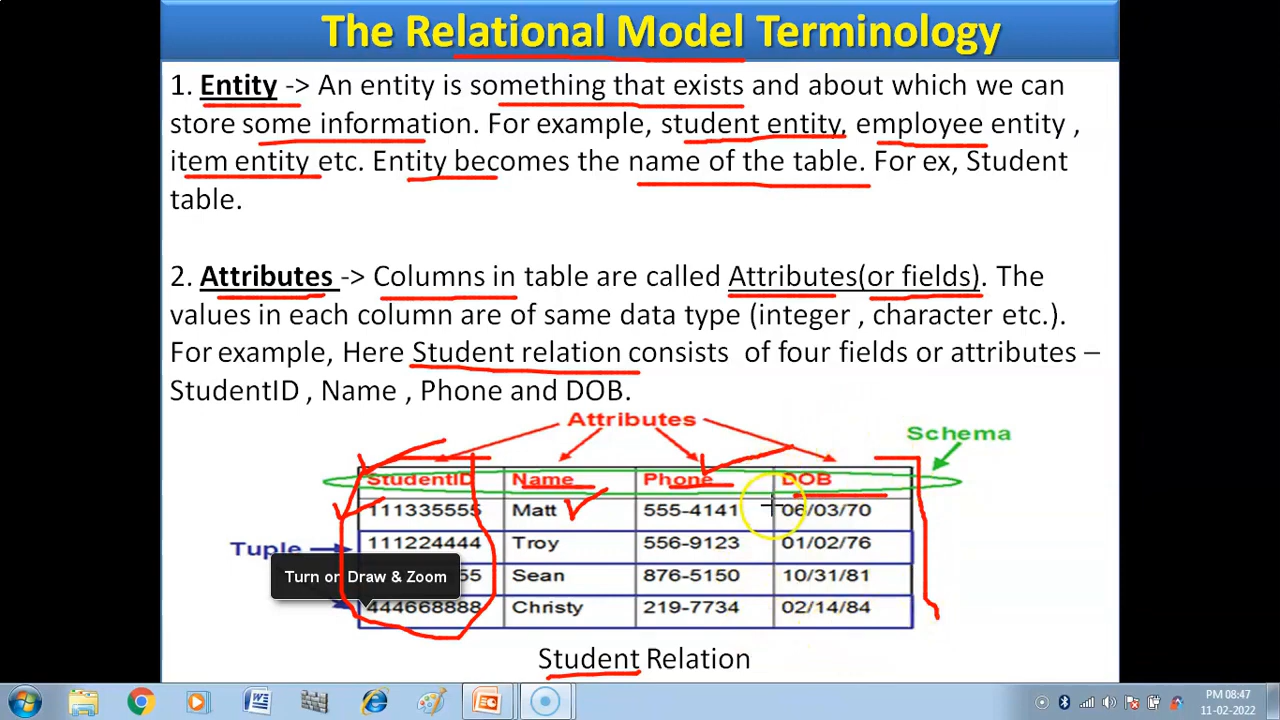 The Relational Model Terminology
1. Entity -> An entity is something that exists and about which we can
store some information. For example, student entity, employee entity ,
item entity etc. Entity becomes the name of the table. For ex, Student
table.
2. Attributes -> Columns in table are called Attributes(or fields). The
values in each column are of same data type (integer , character etc.).
For example, Here Student relation consists of four fields or attributes –
StudentID , Name , Phone and DOB.
Attributes
Schema
StudentID Name Phone DOB
111335555 Matt 555-4141 06/03/70
Tuple 111224444 Troy 556-9123 01/02/76
Turn on Draw & Zoom 55 Sean 876-5150 10/31/81
444668888 Christy 219-7734 02/14/84
Student Relation
PM 08:47
11-02-2022